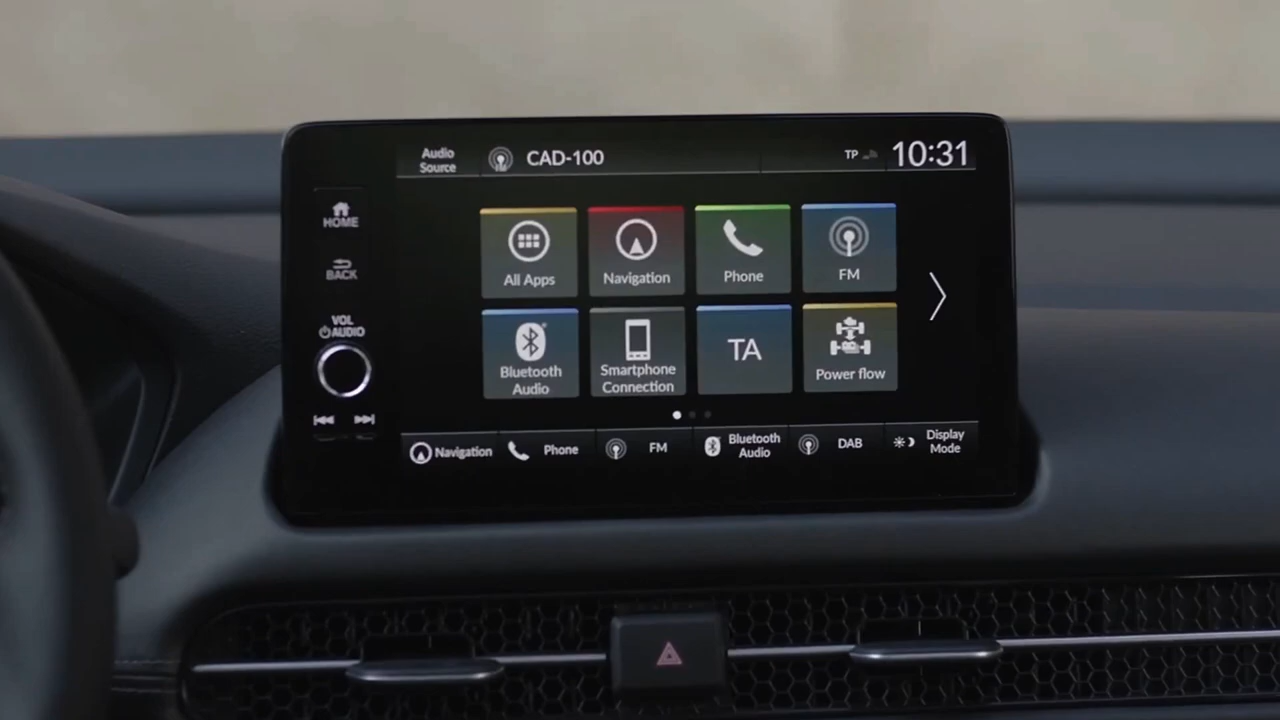 Audio
Source
CAD-100
TP
10:31
HOME
BACK
VOL
AUDIO
All Apps
Navigation
Phone
FM
Bluetooth
Audio
Smartphone
Connection
TA
Power flow
Navigation
Phone
FM
Bluetooth
Audio
DAB
Display
Mode